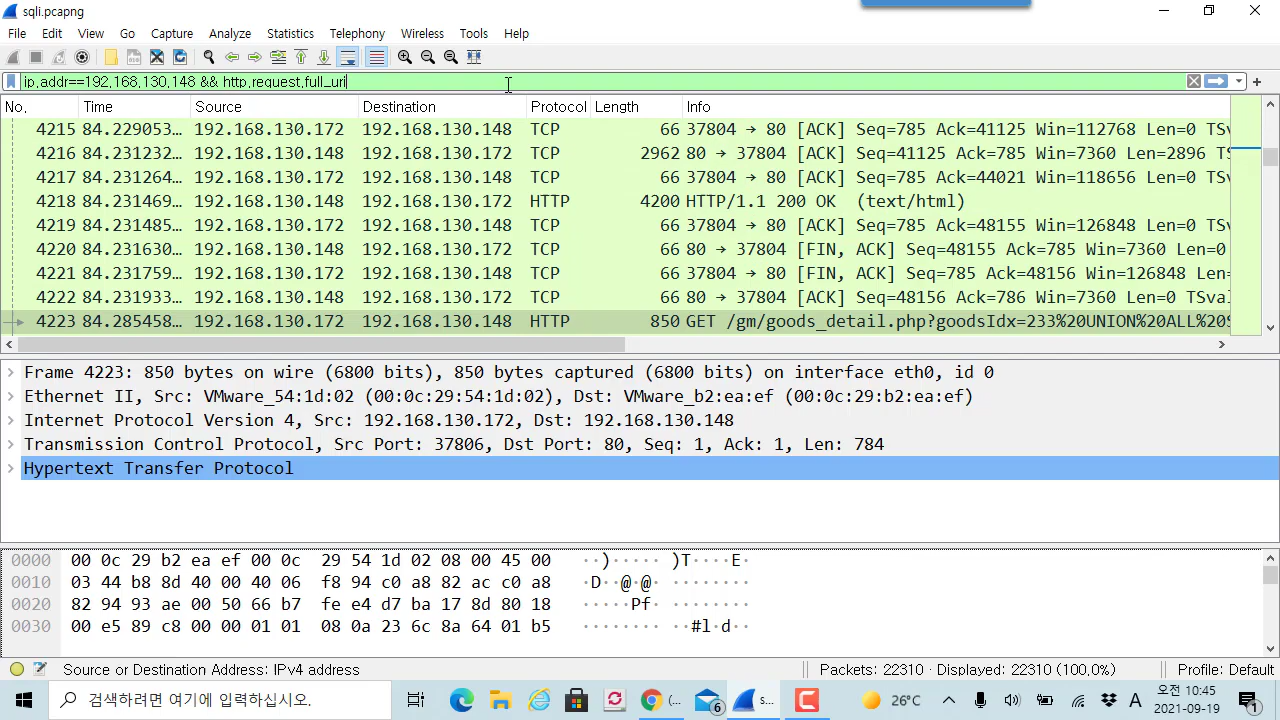 sqli.pcapng
File Edit View Go Capture Analyze Statistics Telephony Wireless Tools Help
ip,addr==192,168,130,148 && http,request,full_uri
No. Time Source Destination Protocol Length Info
4215 84.229053… 192.168.130.172 192.168.130.148 TCP 66 37804 → 80 [ACK] Seq=785 Ack=41125 Win=112768 Len=0 TSv
4216 84.231232… 192.168.130.148 192.168.130.172 TCP 2962 80 → 37804 [ACK] Seq=41125 Ack=785 Win=7360 Len=2896 TS
4217 84.231264… 192.168.130.172 192.168.130.148 TCP 66 37804 → 80 [ACK] Seq=785 Ack=44021 Win=118656 Len=0 TSv
4218 84.231469… 192.168.130.148 192.168.130.172 HTTP 4200 HTTP/1.1 200 OK (text/html)
4219 84.231485… 192.168.130.172 192.168.130.148 TCP 66 37804 → 80 [ACK] Seq=785 Ack=48155 Win=126848 Len=0 TSv
4220 84.231630… 192.168.130.148 192.168.130.172 TCP 66 80 → 37804 [FIN, ACK] Seq=48155 Ack=785 Win=7360 Len=0
4221 84.231759… 192.168.130.172 192.168.130.148 TCP 66 37804 → 80 [FIN, ACK] Seq=785 Ack=48156 Win=126848 Len=
4222 84.231933… 192.168.130.148 192.168.130.172 TCP 66 80 → 37804 [ACK] Seq=48156 Ack=786 Win=7360 Len=0 TSval
4223 84.285458… 192.168.130.172 192.168.130.148 HTTP 850 GET /gm/goods_detail.php?goodsIdx=233%20UNION%20ALL%20S
Frame 4223: 850 bytes on wire (6800 bits), 850 bytes captured (6800 bits) on interface eth0, id 0
Ethernet II, Src: VMware_54:1d:02 (00:0c:29:54:1d:02), Dst: VMware_b2:ea:ef (00:0c:29:b2:ea:ef)
Internet Protocol Version 4, Src: 192.168.130.172, Dst: 192.168.130.148
Transmission Control Protocol, Src Port: 37806, Dst Port: 80, Seq: 1, Ack: 1, Len: 784
Hypertext Transfer Protocol
0000 00 0c 29 b2 ea ef 00 0c 29 54 1d 02 08 00 45 00 ··)····· )T····E·
0010 03 44 b8 8d 40 00 40 06 f8 94 c0 a8 82 ac c0 a8 ·D··@·@· ········
0020 82 94 93 ae 00 50 66 b7 fe e4 d7 ba 17 8d 80 18 ·····Pf· ········
0030 00 e5 89 c8 00 00 01 01 08 0a 23 6c 8a 64 01 b5 ········ ··#l·d··
Source or Destination Address: IPv4 address Packets: 22310 · Displayed: 22310 (100,0%) Profile: Default
검색하려면 여기에 입력하십시오. (... 6 s... 26°C A 오전 10:45 1
2021-09-19